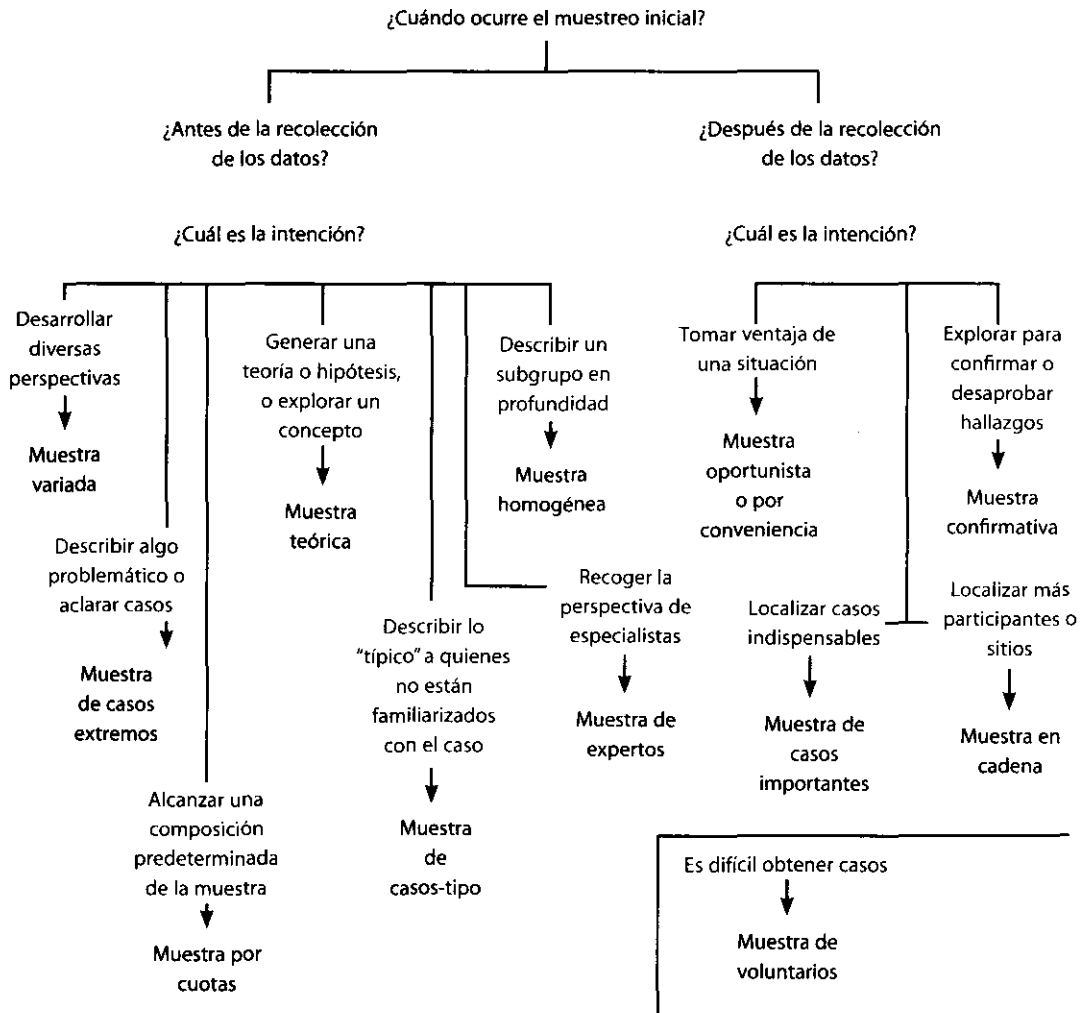 ¿Cuándo ocurre el muestreo inicial?
¿Antes de la recolección
de los datos?
¿Después de la recolección
de los datos?
¿Cuál es la intención?
¿Cuál es la intención?
Desarrollar
diversas
perspectivas
Muestra
variada
Describir algo
problemático o
aclarar casos
Muestra
de casos
extremos
Alcanzar una
composición
predeterminada
de la muestra
Muestra por
cuotas
Generar una
teoría o hipótesis,
o explorar un
concepto
Muestra
teórica
Describir lo
"típico" a quienes
no están
familiarizados
con el caso
Muestra
de
casos-tipo
Describir un
subgrupo en
profundidad
Muestra
homogénea
Recoger la
perspectiva de
especialistas
Muestra de
expertos
Tomar ventaja de
una situación
Muestra
oportunista
o por
conveniencia
Localizar casos
indispensables
Muestra de
casos
importantes
Explorar para
confirmar o
desaprobar
hallazgos
Muestra
confirmativa
Localizar más
participantes o
sitios
Muestra en
cadena
Es difícil obtener casos
Muestra de
voluntarios